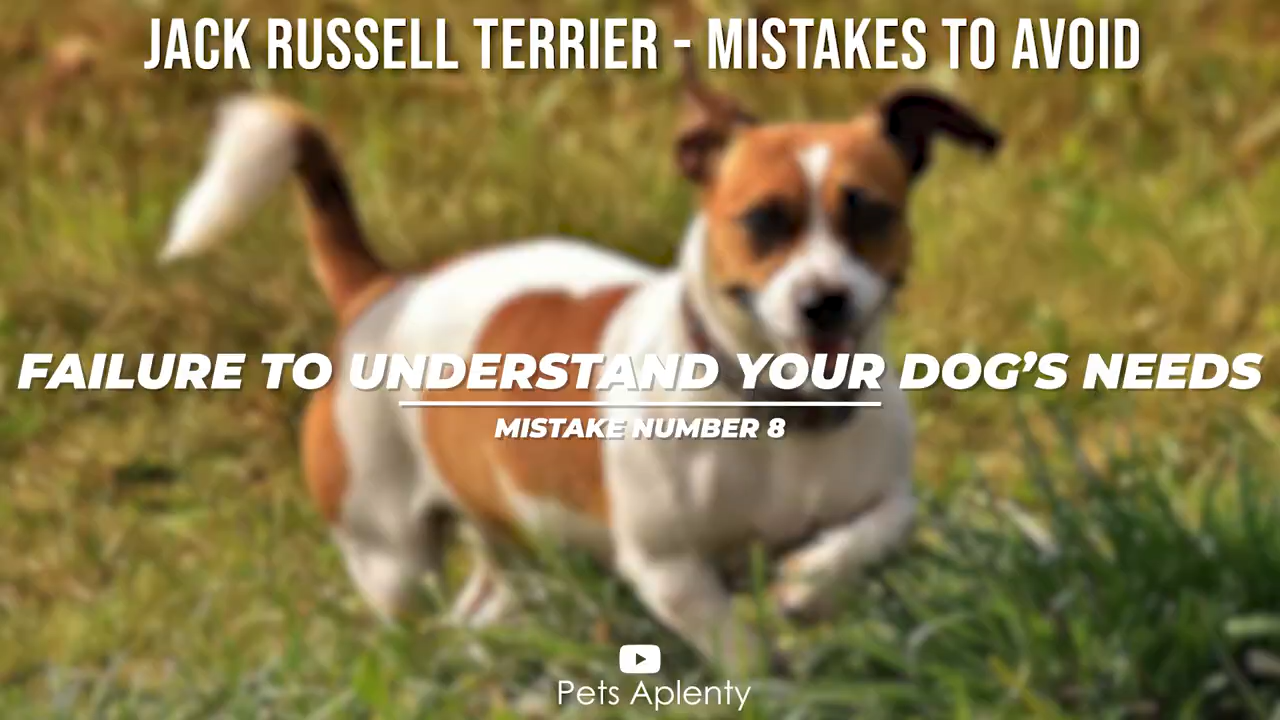 JACK RUSSELL TERRIER - MISTAKES TO AVOID
FAILURE TO UNDERSTAND YOUR DOG'S NEEDS
MISTAKE NUMBER 8
Pets Aplenty